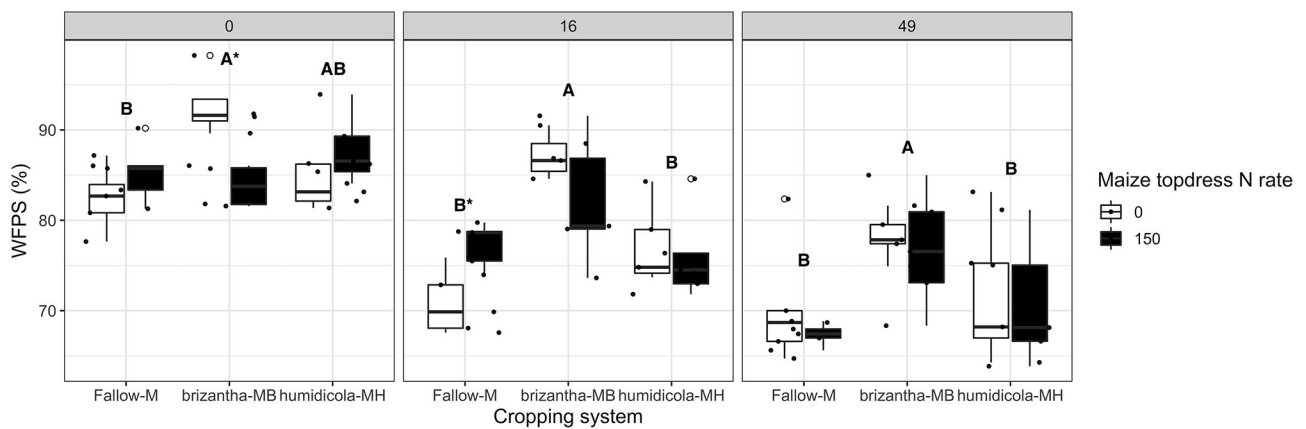 0
16
49
WFPS (%)
90
80
70
B
A*
AB
B*
A
B
B
A
B
Fallow-M
brizantha-MB
humidicola-MH
Fallow-M
brizantha-MB
humidicola-MH
Fallow-M
brizantha-MB
humidicola-MH
Cropping system
Maize topdress N rate
0
150